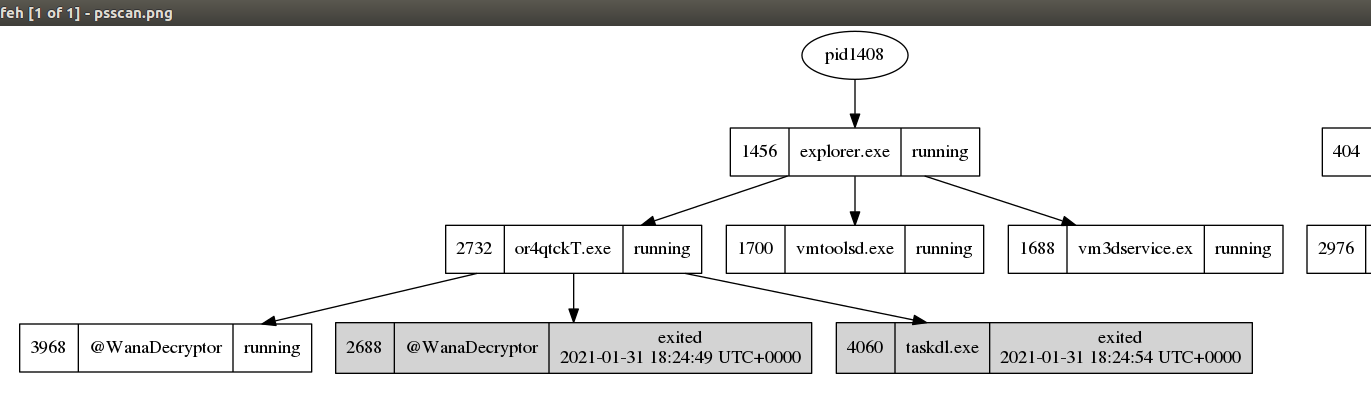 feh [1 of 1] - psscan.png
pid1408
1456 explorer.exe running
404
2732 or4qtckT.exe running
1700 vmtoolsd.exe running
1688 vm3dservice.ex running
2976
3968 @WanaDecryptor running
2688 @WanaDecryptor exited
2021-01-31 18:24:49 UTC+0000
4060 taskdl.exe exited
2021-01-31 18:24:54 UTC+0000